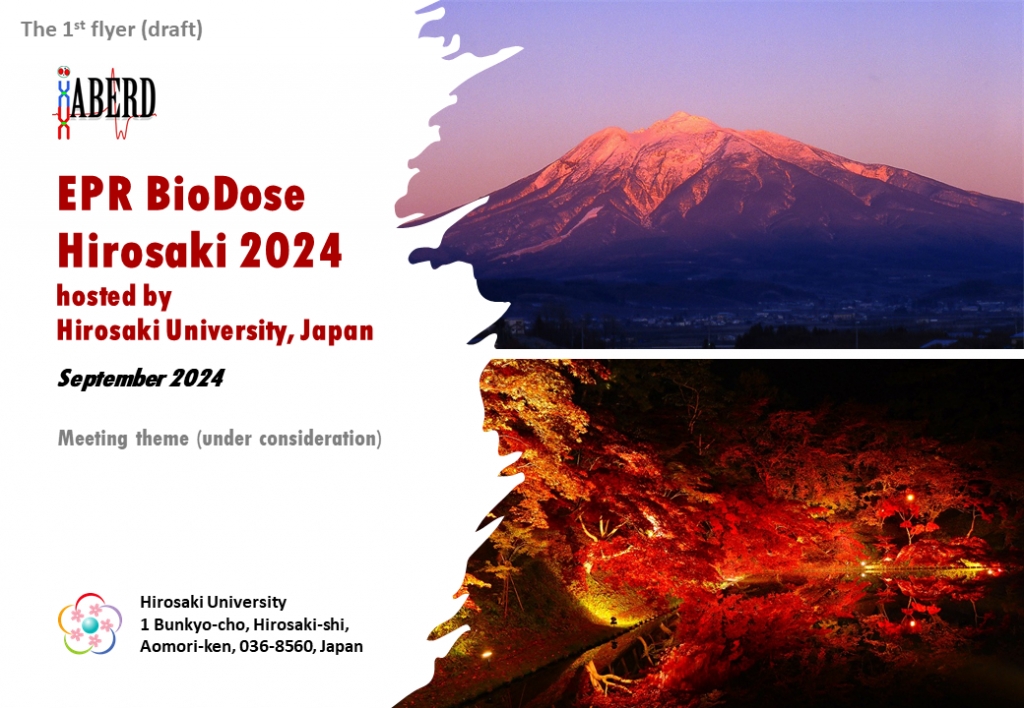 The 1st flyer (draft)
IABERD
EPR BioDose
Hirosaki 2024
hosted by
Hirosaki University, Japan
September 2024
Meeting theme (under consideration)
Hirosaki University
1 Bunkyo-cho, Hirosaki-shi,
Aomori-ken, 036-8560, Japan